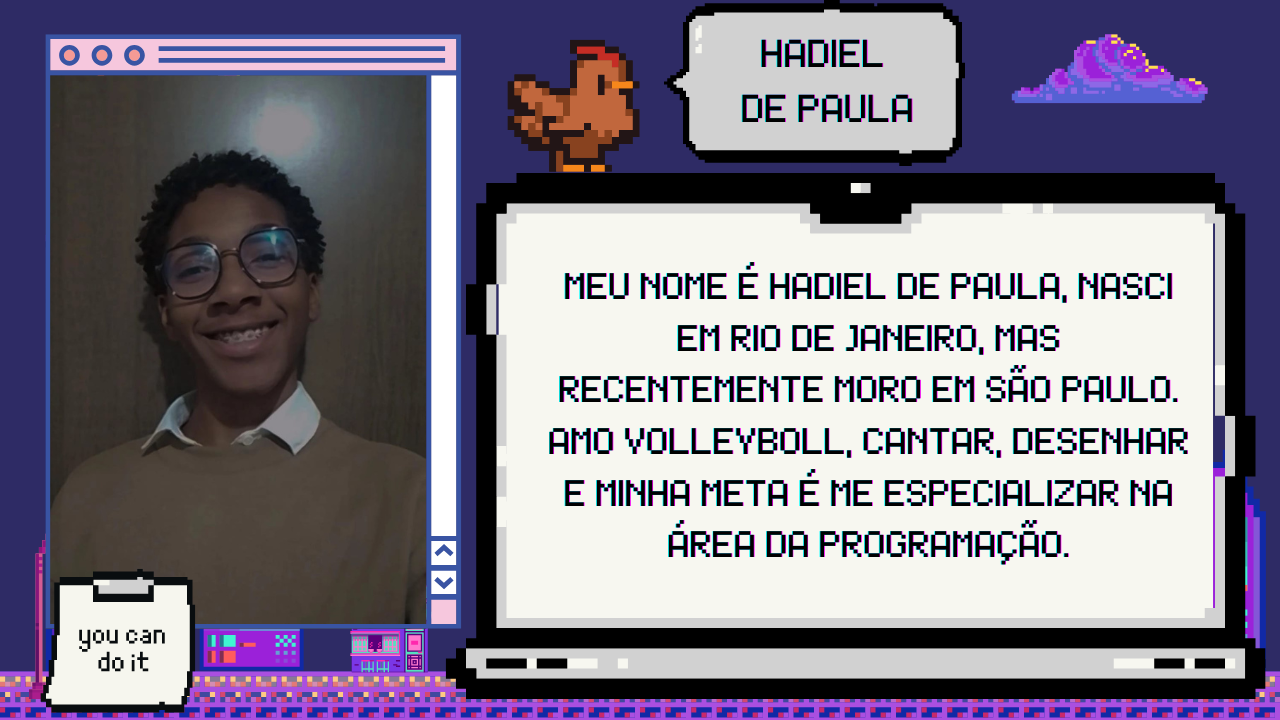 HADIEL
DE PAULA
MEU NOME É HADIEL DE PAULA, NASCI
EM RIO DE JANEIRO, MAS
RECENTEMENTE MORO EM SÃO PAULO.
AMO VOLLEYBOLL, CANTAR, DESENHAR
E MINHA META É ME ESPECIALIZAR NA
ÁREA DA PROGRAMAÇÃO.
you can
do it